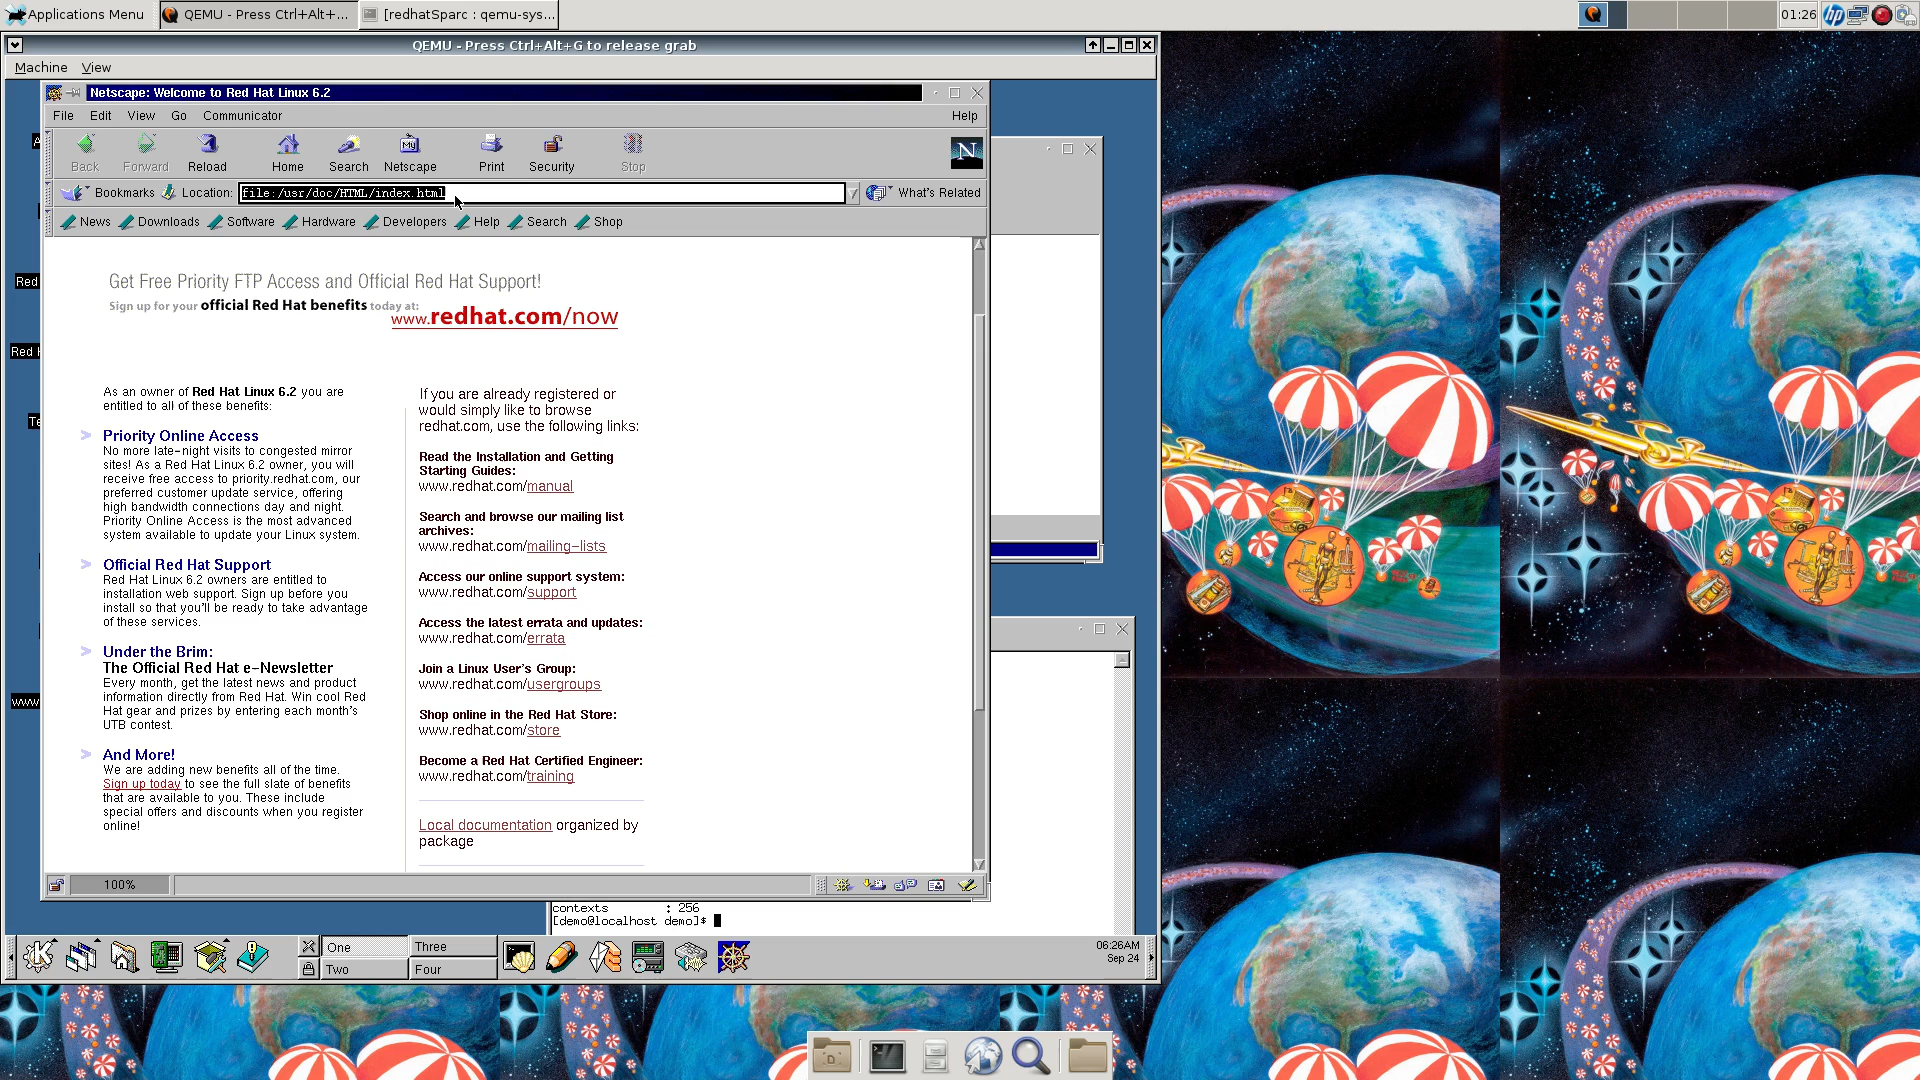 Applications Menu
QEMU - Press Ctrl+Alt+...
[redhatSparc : qemu-sys...
01:26
QEMU - Press Ctrl+Alt+G to release grab
Machine View
Netscape: Welcome to Red Hat Linux 6.2
File Edit View Go Communicator Help
Back Forward Reload Home Search Netscape Print Security Stop
My
N
Bookmarks Location: file:/usr/doc/HTML/index.html What's Related
News Downloads Software Hardware Developers Help Search Shop
Get Free Priority FTP Access and Official Red Hat Support!
Sign up for your official Red Hat benefits today at:
www.redhat.com/now
As an owner of Red Hat Linux 6.2 you are
entitled to all of these benefits:
> Priority Online Access
No more late-night visits to congested mirror
sites! As a Red Hat Linux 6.2 owner, you will
receive free access to priority.redhat.com, our
preferred customer update service, offering
high bandwidth connections day and night.
Priority Online Access is the most advanced
system available to update your Linux system.
> Official Red Hat Support
Red Hat Linux 6.2 owners are entitled to
installation web support. Sign up before you
install so that you'll be ready to take advantage
of these services.
> Under the Brim:
The Official Red Hat e-Newsletter
Every month, get the latest news and product
information directly from Red Hat. Win cool Red
Hat gear and prizes by entering each month's
UTB contest.
> And More!
We are adding new benefits all of the time.
Sign up today to see the full slate of benefits
that are available to you. These include
special offers and discounts when you register
online!
If you are already registered or
would simply like to browse
redhat.com, use the following links:
Read the Installation and Getting
Starting Guides:
www.redhat.com/manual
Search and browse our mailing list
archives:
www.redhat.com/mailing-lists
Access our online support system:
www.redhat.com/support
Access the latest errata and updates:
www.redhat.com/errata
Join a Linux User's Group:
www.redhat.com/usergroups
Shop online in the Red Hat Store:
www.redhat.com/store
Become a Red Hat Certified Engineer:
www.redhat.com/training
Local documentation organized by
package
100%
A
Red
Red H
Te
www
contexts : 256
[demo@localhost demo]$
One Three
Two Four
06:26AM
Sep 24